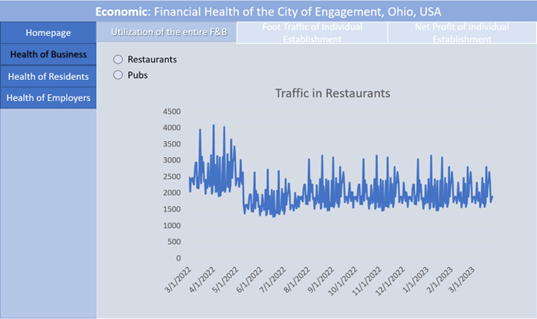 Economic: Financial Health of the City of Engagement, Ohio, USA
Homepage
Health of Business
Health of Residents
Health of Employers
Utilization of the entire F&B
Foot Traffic of Individual
Establishment
Net Profit of Individual
Establishment
Restaurants
Pubs
Traffic in Restaurants
4500
4000
3500
3000
2500
2000
1500
1000
500
0
3/1/2022
4/1/2022
5/1/2022
6/1/2022
7/1/2022
8/1/2022
9/1/2022
10/1/2022
11/1/2022
12/1/2022
1/1/2023
2/1/2023
3/1/2023